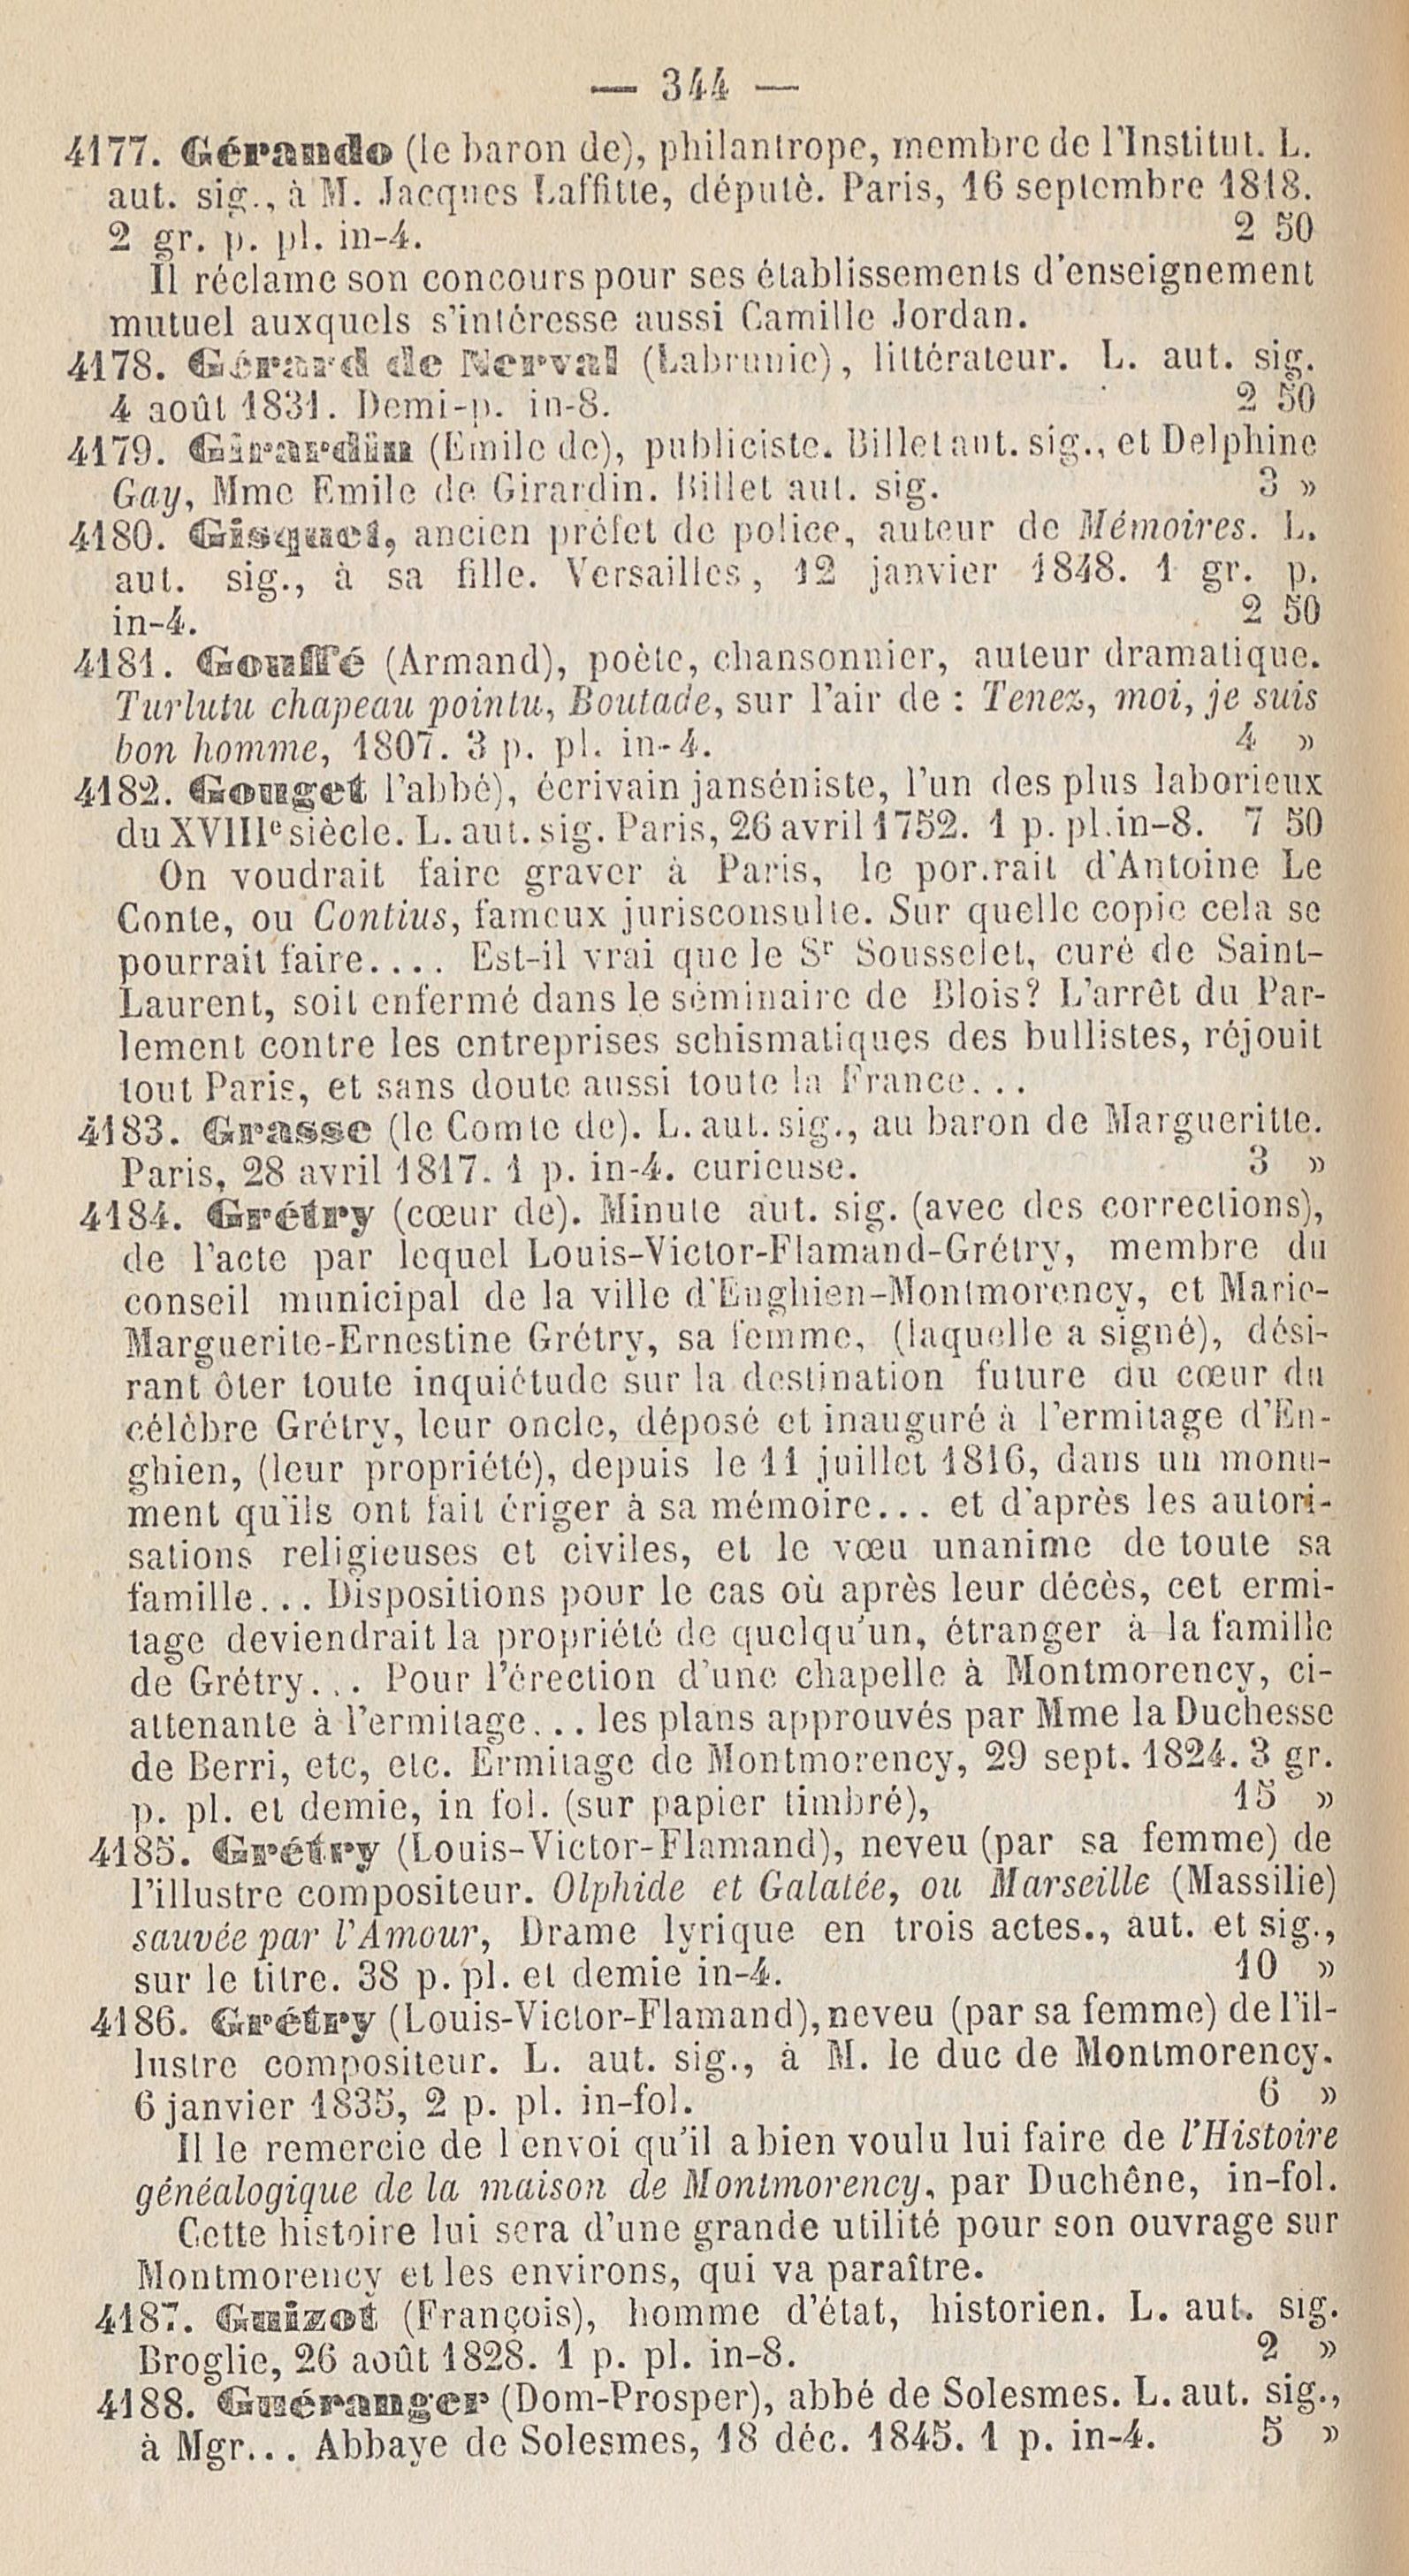 — 344 —
4177. Gérando (le baron de), philantrope, membre de l'Institut. L.
aut. sig., à M. Jacques Laffitte, députè. Paris, 16 septembre 1818.
2 gr. p. pl. in-4. 2 50
Il réclame son concours pour ses établissements d'enseignement
mutuel auxquels s'intéresse aussi Camille Jordan.
4178. Gérard de Nerval (Labrunie), littérateur. L. aut. sig.
4 août 1831. Demi-p. in-8. 2 50
4179. Girardin (Emile de), publiciste. Billet aut. sig., et Delphine
Gay, Mme Emile de Girardin. Billet aut. sig. 3 »
4180. Gisquet, ancien préfet de police, auteur de Mémoires. L.
aut. sig., à sa fille. Versailles, 12 janvier 1848. 1 gr. p.
in-4. 2 50
4181. Gouffé (Armand), poète, chansonnier, auteur dramatique.
Turlutu chapeau pointu, Boutade, sur l'air de : Tenez, moi, je suis
bon homme, 1807. 3 p. pl. in-4. 4 »
4182. Gouget l'abbé), écrivain janséniste, l'un des plus laborieux
du XVIIIe siècle. L. aut. sig. Paris, 26 avril 1752. 1 p. pl. in-8. 7 50
On voudrait faire graver à Paris, le por.rait d'Antoine Le
Conte, ou Contius, fameux jurisconsulte. Sur quelle copie cela se
pourrait faire.... Est-il vrai que le Sr Sousselet, curé de Saint-
Laurent, soit enfermé dans le séminaire de Blois? L'arrêt du Par-
lement contre les entreprises schismatiques des bullistes, réjouit
tout Paris, et sans doute aussi toute la France...
4183. Grasse (le Comte de). L. aut. sig., au baron de Margueritte.
Paris, 28 avril 1817. 1 p. in-4. curieuse. 3 »
4184. Grétry (cœur de). Minute aut. sig. (avec des corrections),
de l'acte par lequel Louis-Victor-Flamand-Grétry, membre du
conseil municipal de la ville d'Enghien-Montmorency, et Marie-
Marguerite-Ernestine Grétry, sa femme, (laquelle a signé), dési-
rant ôter toute inquiétude sur la destination future du cœur du
célèbre Grétry, leur oncle, déposé et inauguré à l'ermitage d'En-
ghien, (leur propriété), depuis le 11 juillet 1816, dans un monu-
ment qu'ils ont fait ériger à sa mémoire... et d'après les autori-
sations religieuses et civiles, et le vœu unanime de toute sa
famille... Dispositions pour le cas où après leur décès, cet ermi-
tage deviendrait la propriété de quelqu'un, étranger à la famille
de Grétry... Pour l'érection d'une chapelle à Montmorency, ci-
attenante à l'ermitage... les plans approuvés par Mme la Duchesse
de Berri, etc, etc. Ermitage de Montmorency, 29 sept. 1824. 3 gr.
p. pl. et demie, in fol. (sur papier timbré), 15 »
4185. Grétry (Louis-Victor-Flamand), neveu (par sa femme) de
l'illustre compositeur. Olphide et Galatée, ou Marseille (Massilie)
sauvée par l'Amour, Drame lyrique en trois actes., aut. et sig.,
sur le titre. 38 p. pl. et demie in-4. 10 »
4186. Grétry (Louis-Victor-Flamand), neveu (par sa femme) de l'il-
lustre compositeur. L. aut. sig., à M. le duc de Montmorency.
6 janvier 1835, 2 p. pl. in-fol. 6 »
Il le remercie de l envoi qu'il a bien voulu lui faire de l'Histoire
généalogique de la maison de Montmorency, par Duchêne, in-fol.
Cette histoire lui sera d'une grande utilité pour son ouvrage sur
Montmorency et les environs, qui va paraître.
4187. Guizot (François), homme d'état, historien. L. aut. sig.
Broglie, 26 août 1828. 1 p. pl. in-8. 2 »
4188. Guéranger (Dom-Prosper), abbé de Solesmes. L. aut. sig.,
à Mgr... Abbaye de Solesmes, 18 déc. 1845. 1 p. in-4. 5 »